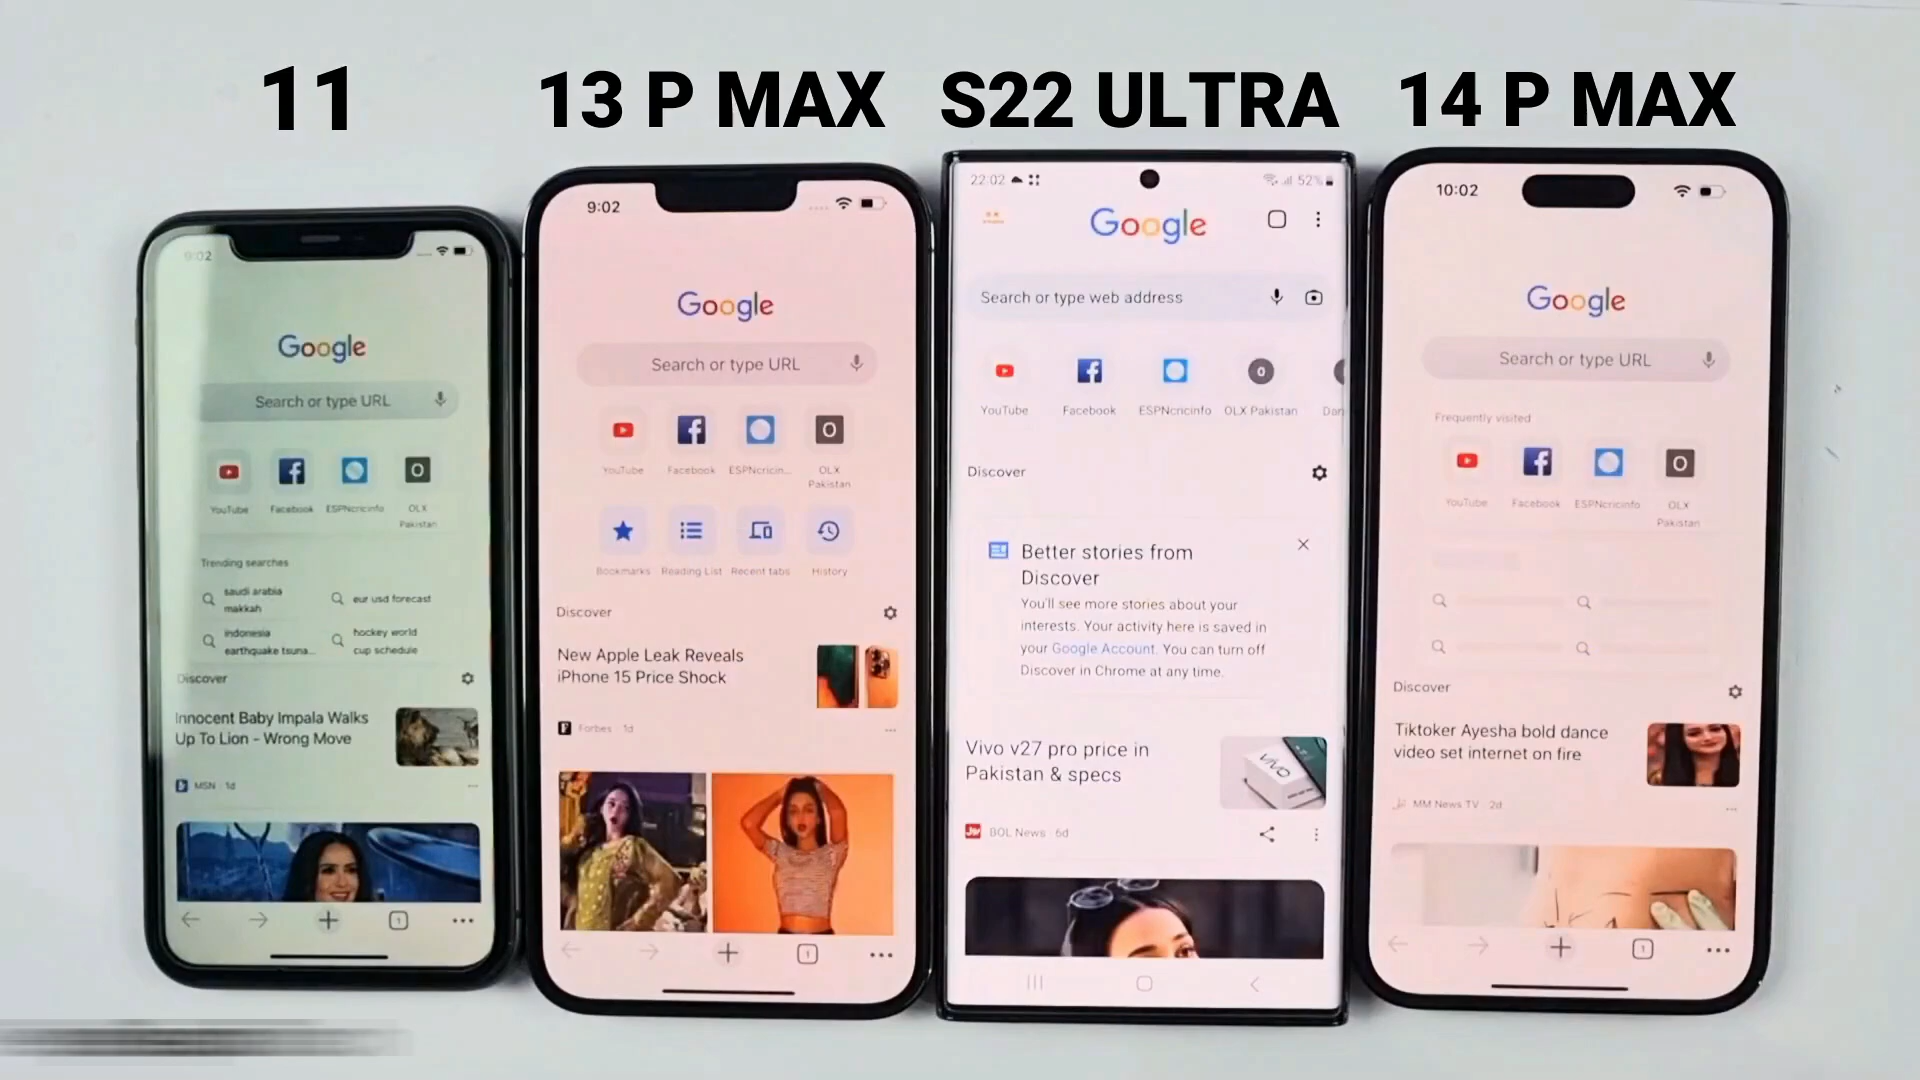 11
13 P MAX
S22 ULTRA
14 P MAX
9:02
Google
Search or type URL
YouTube
Facebook
ESPNcricinfo
OLX
Pakistan
Trending searches
saudi arabia
makkah
eur usd forecast
indonesia
earthquake tsuna...
hockey world
cup schedule
Discover
Innocent Baby Impala Walks
Up To Lion - Wrong Move
MSN · 1d
1
9:02
Google
Search or type URL
YouTube
Facebook
ESPNcricin...
OLX
Pakistan
Bookmarks
Reading List
Recent tabs
History
Discover
New Apple Leak Reveals
iPhone 15 Price Shock
Forbes · 1d
1
22:02
52%
Google
Search or type web address
YouTube
Facebook
ESPNcricinfo
OLX Pakistan
Dan
Discover
Better stories from
Discover
You'll see more stories about your
interests. Your activity here is saved in
your Google Account. You can turn off
Discover in Chrome at any time.
Vivo v27 pro price in
Pakistan & specs
vivo
BOL News · 6d
10:02
Google
Search or type URL
Frequently visited
YouTube
Facebook
ESPNcricinfo
OLX
Pakistan
Discover
Tiktoker Ayesha bold dance
video set internet on fire
MM News TV · 2d
1